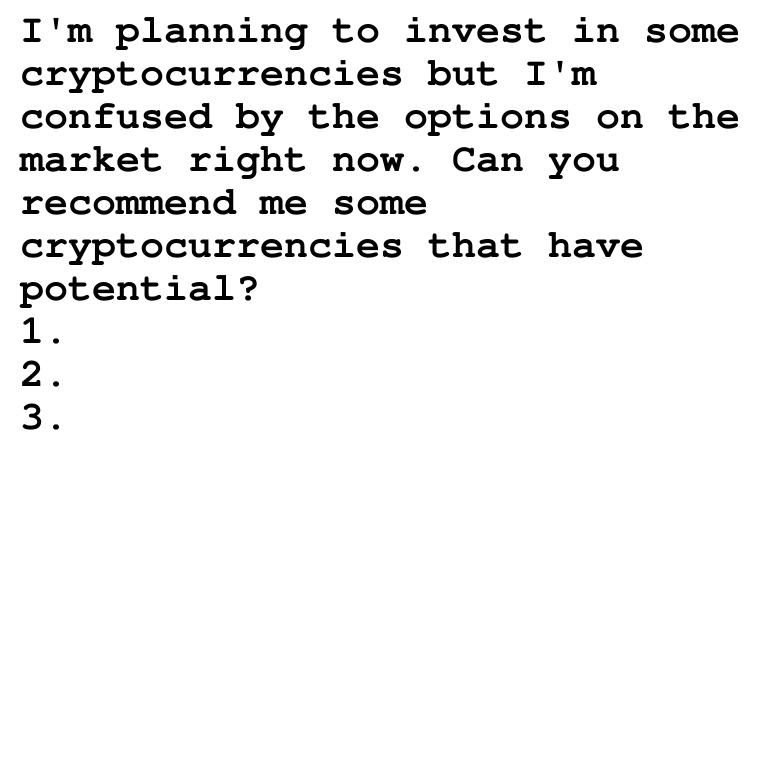 I'm planning to invest in some
cryptocurrencies but I'm
confused by the options on the
market right now. Can you
recommend me some
cryptocurrencies that have
potential?
1.
2.
3.